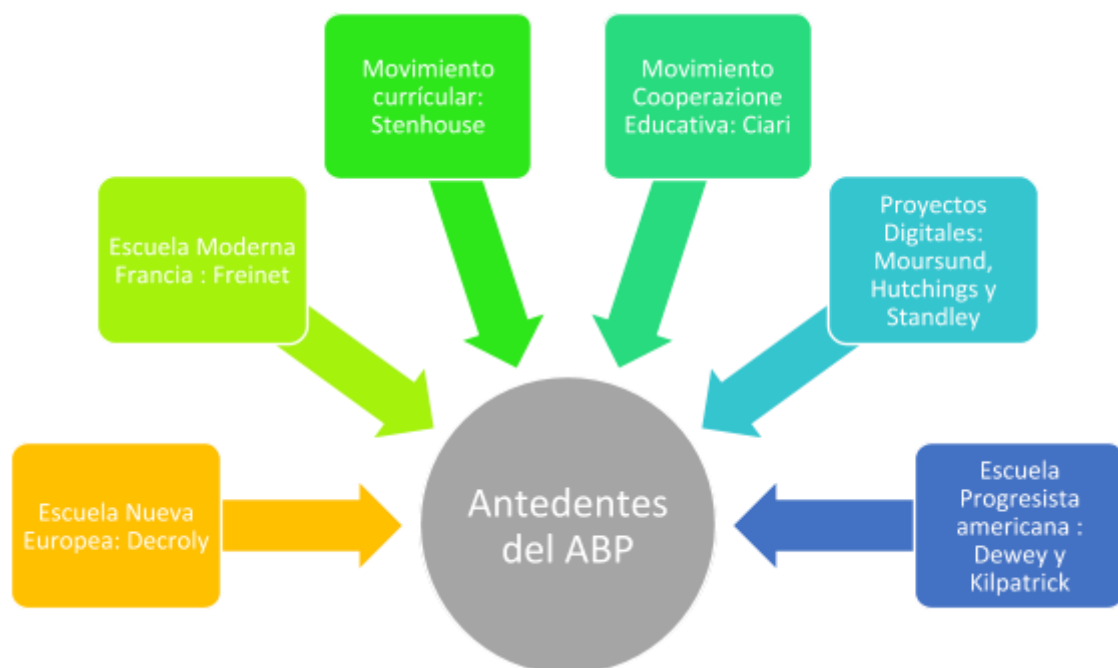 Movimiento
currícular:
Stenhouse
Movimiento
Cooperazione
Educativa: Ciari
Escuela Moderna
Francia : Freinet
Proyectos
Digitales:
Moursund,
Hutchings y
Standley
Escuela Nueva
Europea: Decroly
Antedentes
del ABP
Escuela
Progresista
americana :
Dewey y
Kilpatrick